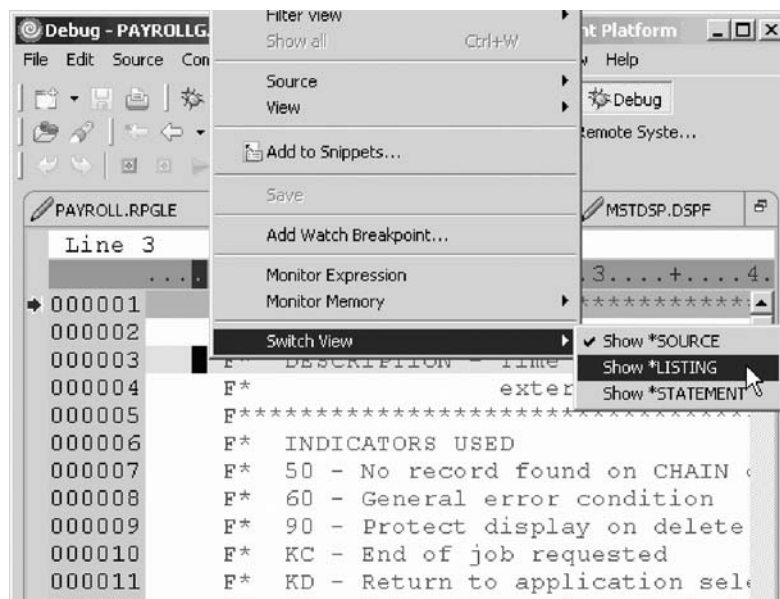 Debug - PAYROLLG.
Filter view
nt Platform
Show all Ctrl+W
File Edit Source Con
Help
Source
View
Debug
Remote Syste...
Add to Snippets...
Save
PAYROLL.RPGLE
MSTDSP.DSPF
Add Watch Breakpoint...
Line 3
Monitor Expression
Monitor Memory
.3....+....4.
000001
***********
000002
Switch View
Show *SOURCE
Show *LISTING
Show *STATEMENT
000003 F* DESCRIPTION - Time
000004 F* exter
000005 F***********************************
000006 F* INDICATORS USED
000007 F* 50 - No record found on CHAIN
000008 F* 60 - General error condition
000009 F* 90 - Protect display on delete
000010 F* KC - End of job requested
000011 F* KD - Return to application sel